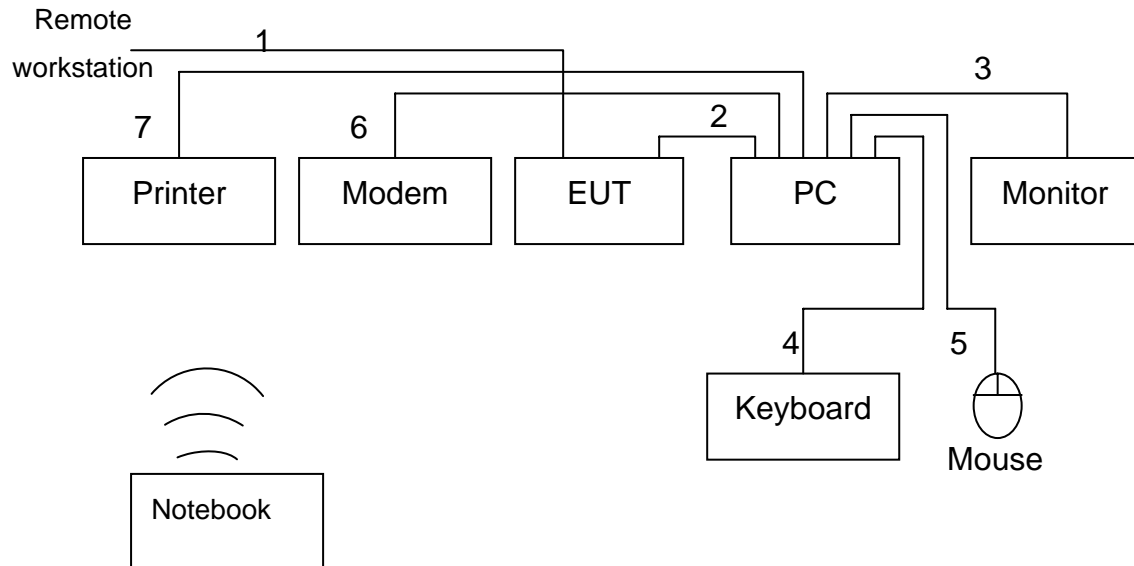 Remote
1
workstation
3
7
6
2
Printer
Modem
EUT
PC
Monitor
4
5
Keyboard
Mouse
Notebook